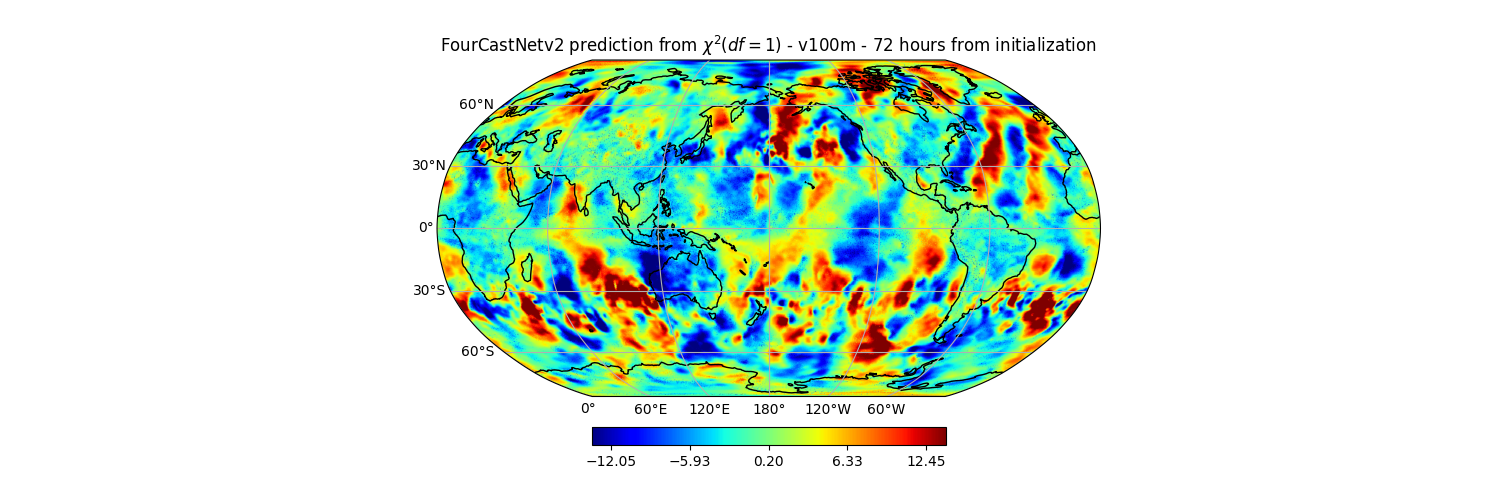 FourCastNetv2 prediction from χ²(df = 1) - v100m - 72 hours from initialization
60°N
30°N
0°
30°S
60°S
0° 60°E 120°E 180° 120°W 60°W
−12.05 −5.93 0.20 6.33 12.45